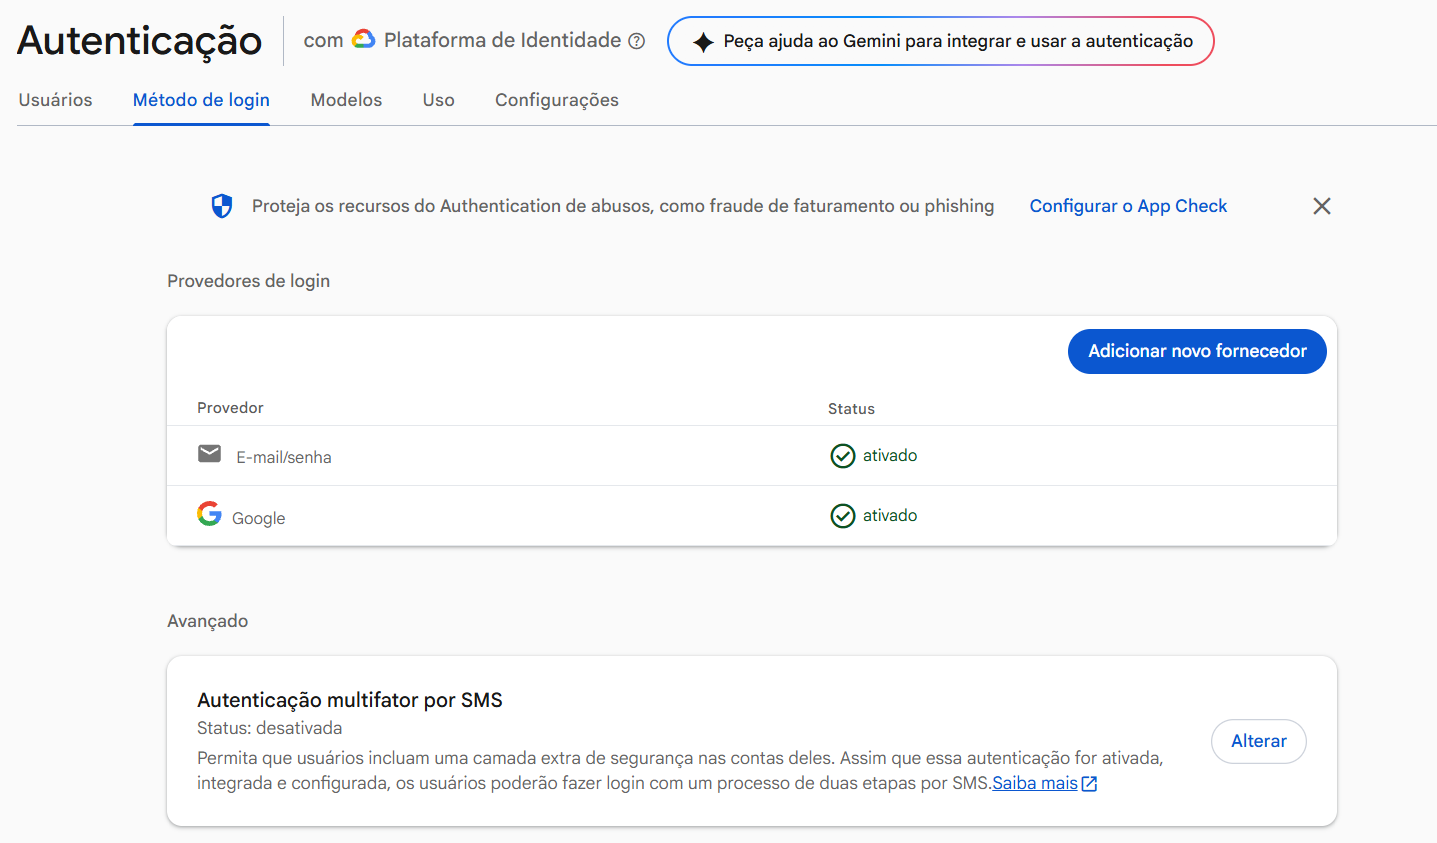 Autenticação
com Plataforma de Identidade
Peça ajuda ao Gemini para integrar e usar a autenticação
Usuários
Método de login
Modelos
Uso
Configurações
Proteja os recursos do Authentication de abusos, como fraude de faturamento ou phishing
Configurar o App Check
Provedores de login
Adicionar novo fornecedor
Provedor
Status
E-mail/senha
ativado
Google
ativado
Avançado
Autenticação multifator por SMS
Status: desativada
Permita que usuários incluam uma camada extra de segurança nas contas deles. Assim que essa autenticação for ativada,
integrada e configurada, os usuários poderão fazer login com um processo de duas etapas por SMS.Saiba mais
Alterar